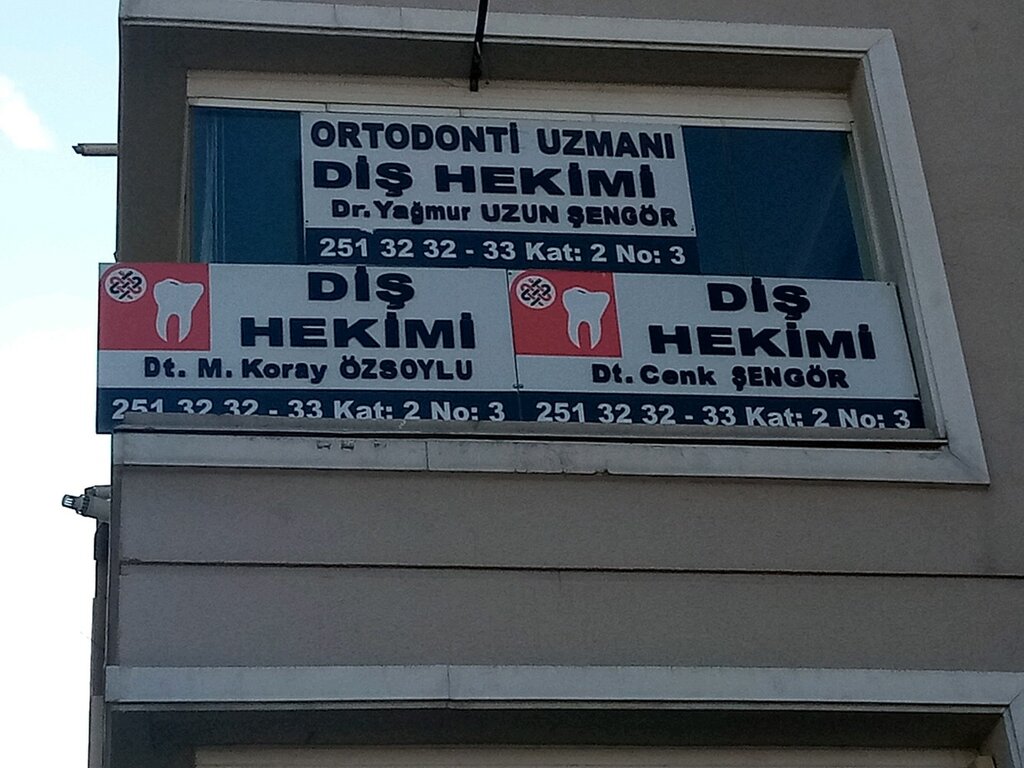 ORTODONTİ UZMANI
DİŞ HEKİMİ
Dr. Yağmur UZUN ŞENGÖR
251 32 32 - 33 Kat: 2 No: 3
DİŞ
HEKİMİ
Dt. M. Koray ÖZSOYLU
251 32 32 - 33 Kat: 2 No: 3
DİŞ
HEKİMİ
Dt. Cenk ŞENGÖR
251 32 32 - 33 Kat: 2 No: 3